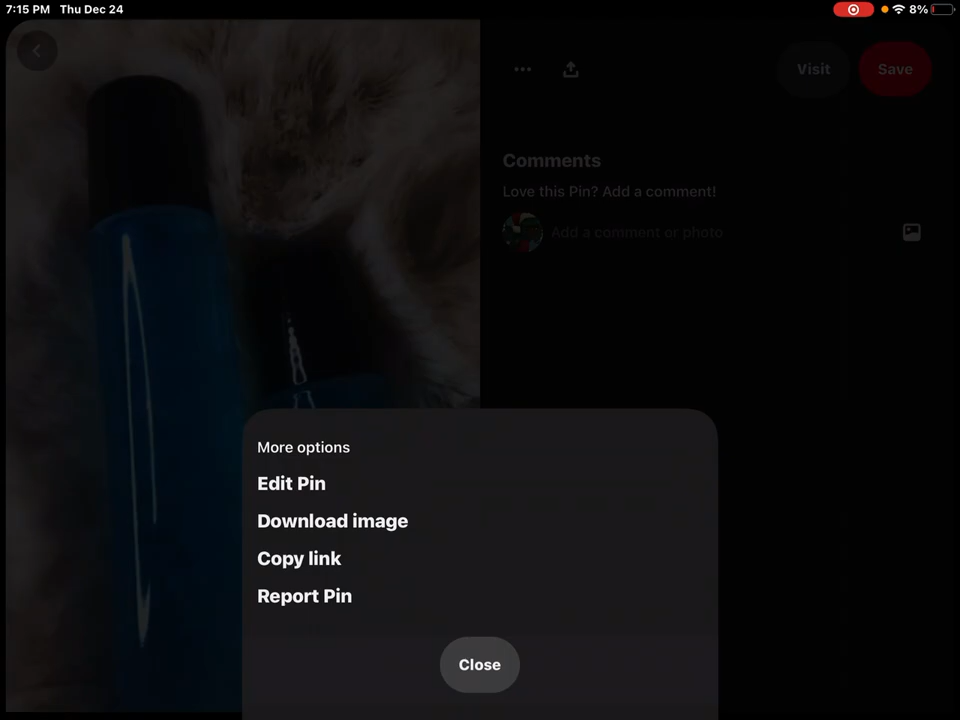 7:15 PM Thu Dec 24
8%
Visit
Save
Comments
Love this Pin? Add a comment!
Add a comment or photo
More options
Edit Pin
Download image
Copy link
Report Pin
Close